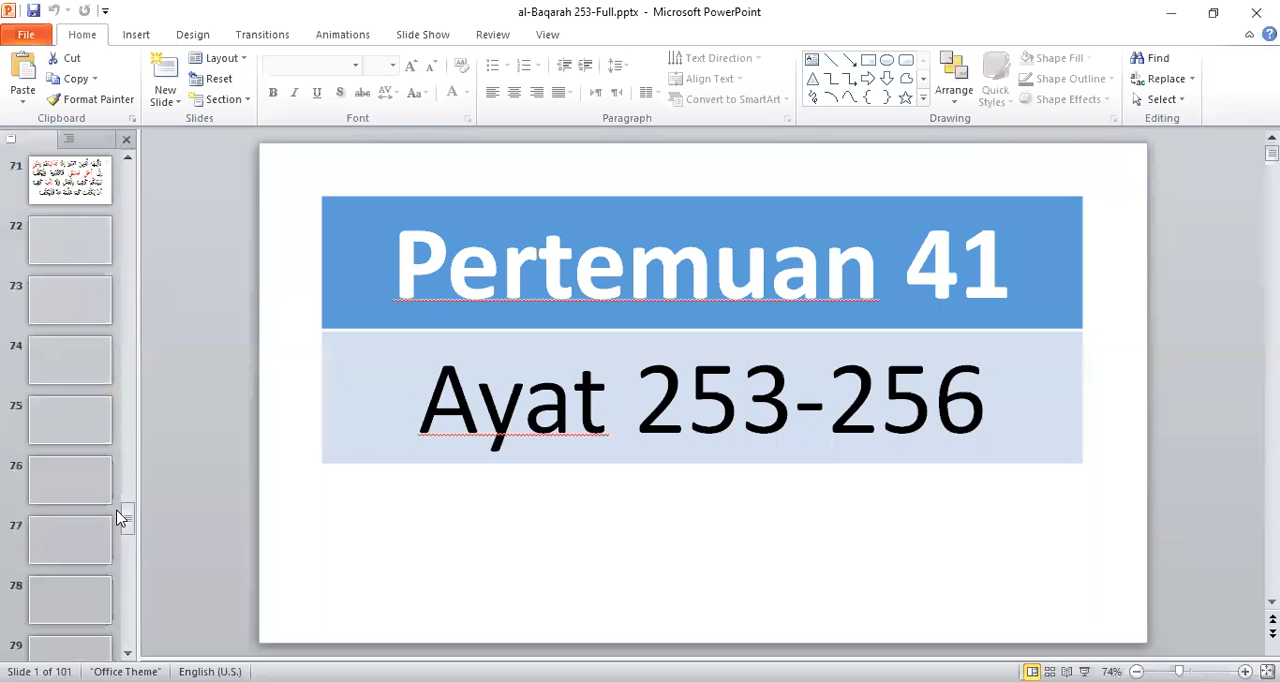 al-Baqarah 253-Full.pptx - Microsoft PowerPoint
File Home Insert Design Transitions Animations Slide Show Review View
Cut
Copy
Format Painter
Paste
Clipboard
New Slide
Layout
Reset
Section
Slides
Font
Text Direction
Align Text
Convert to SmartArt
Paragraph
Arrange
Quick Styles
Shape Fill
Shape Outline
Shape Effects
Drawing
Find
Replace
Select
Editing
71
72
73
74
75
76
77
78
79
Pertemuan 41
Ayat 253-256
Slide 1 of 101 "Office Theme" English (U.S.) 74%